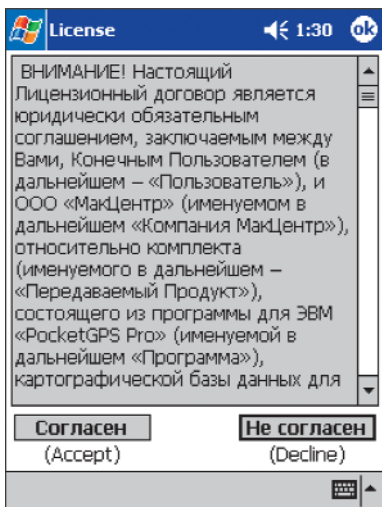 License 1:30 ok
ВНИМАНИЕ! Настоящий
Лицензионный договор является
юридически обязательным
соглашением, заключаемым между
Вами, Конечным Пользователем (в
дальнейшем – «Пользователь»), и
ООО «МакЦентр» (именуемом в
дальнейшем «Компания МакЦентр»),
относительно комплекта
(именуемого в дальнейшем –
«Передаваемый Продукт»),
состоящего из программы для ЭВМ
«PocketGPS Pro» (именуемой в
дальнейшем «Программа»),
картографической базы данных для
Согласен Не согласен
(Accept) (Decline)